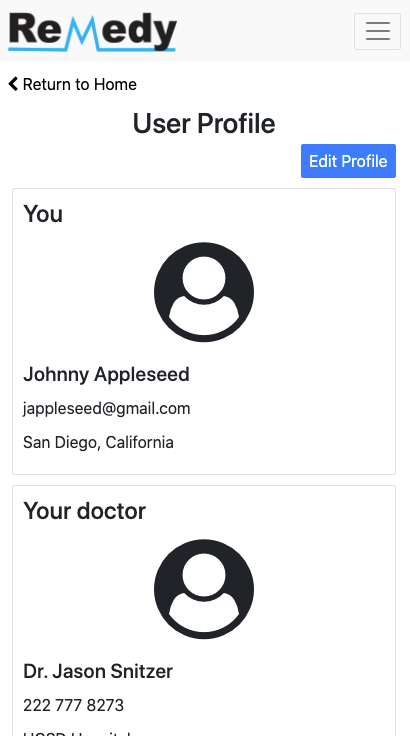 ReMedy
Return to Home
User Profile
Edit Profile
You
Johnny Appleseed
jappleseed@gmail.com
San Diego, California
Your doctor
Dr. Jason Snitzer
222 777 8273